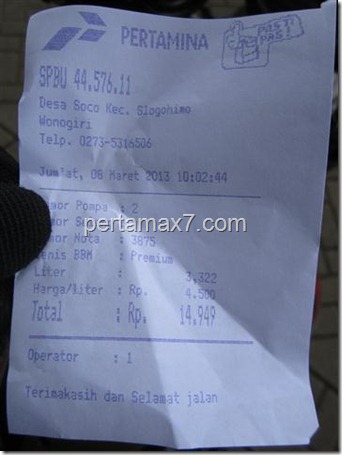 PERTAMINA
PASTI
PAS!
SPBU 44.576.11
Desa Soco Kec. Slogohimo
Wonogiri
Telp. 0273-5316506
Jum'at, 08 Maret 2013 10:02:44
Pompa : 2
pertamax7.com
Nota : 3875
Jenis BBM : Premium
Liter : 3.322
Harga/liter : Rp. 4.500
Total : Rp. 14.949
Operator : 1
Terimakasih dan Selamat jalan